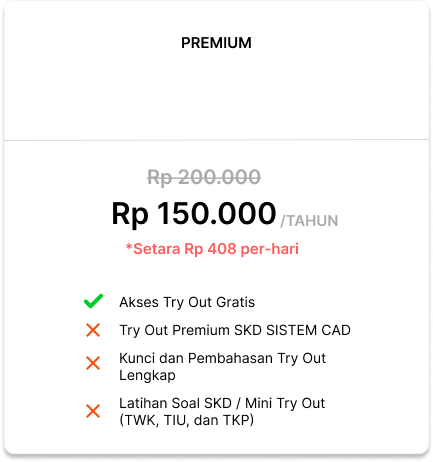 PREMIUM
Rp 200.000
Rp 150.000 /TAHUN
*Setara Rp 408 per-hari
Akses Try Out Gratis
Try Out Premium SKD SISTEM CAD
Kunci dan Pembahasan Try Out
Lengkap
Latihan Soal SKD / Mini Try Out
(TWK, TIU, dan TKP)